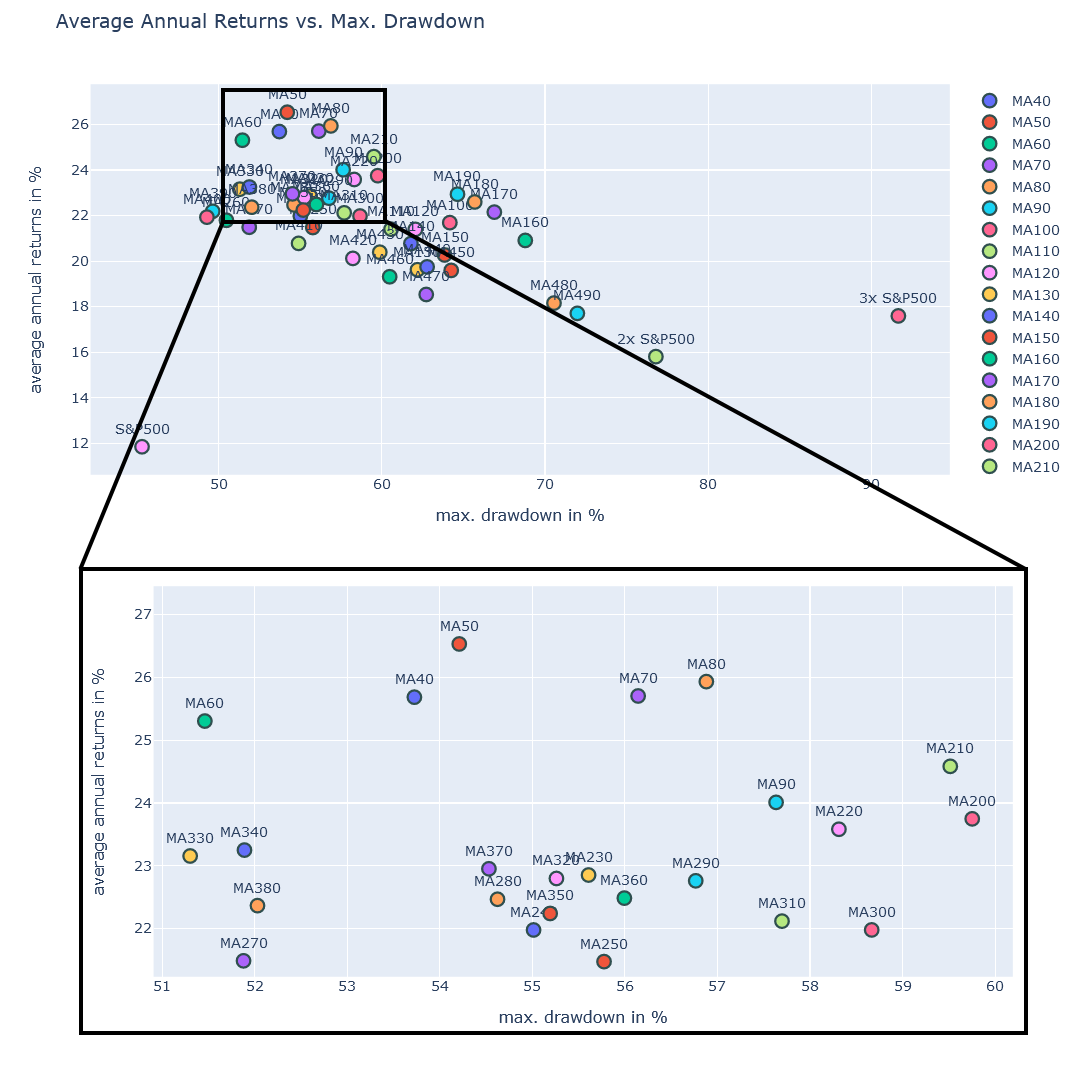 Average Annual Returns vs. Max. Drawdown
average annual returns in %
26
24
22
20
18
16
14
12
MA50
MA80
MA70
MA60
MA210
MA90
MA190
MA180
MA170
MA160
MA120
MA150
MA420
MA460
MA470
MA480
MA490
3x S&P500
2x S&P500
S&P500
50
60
70
80
90
max. drawdown in %
MA40
MA50
MA60
MA70
MA80
MA90
MA100
MA110
MA120
MA130
MA140
MA150
MA160
MA170
MA180
MA190
MA200
MA210
average annual returns in %
27
26
25
24
23
22
MA50
MA80
MA70
MA40
MA60
MA210
MA90
MA200
MA220
MA340
MA330
MA370
MA320
MA230
MA290
MA280
MA360
MA380
MA350
MA310
MA300
MA270
MA250
51
52
53
54
55
56
57
58
59
60
max. drawdown in %